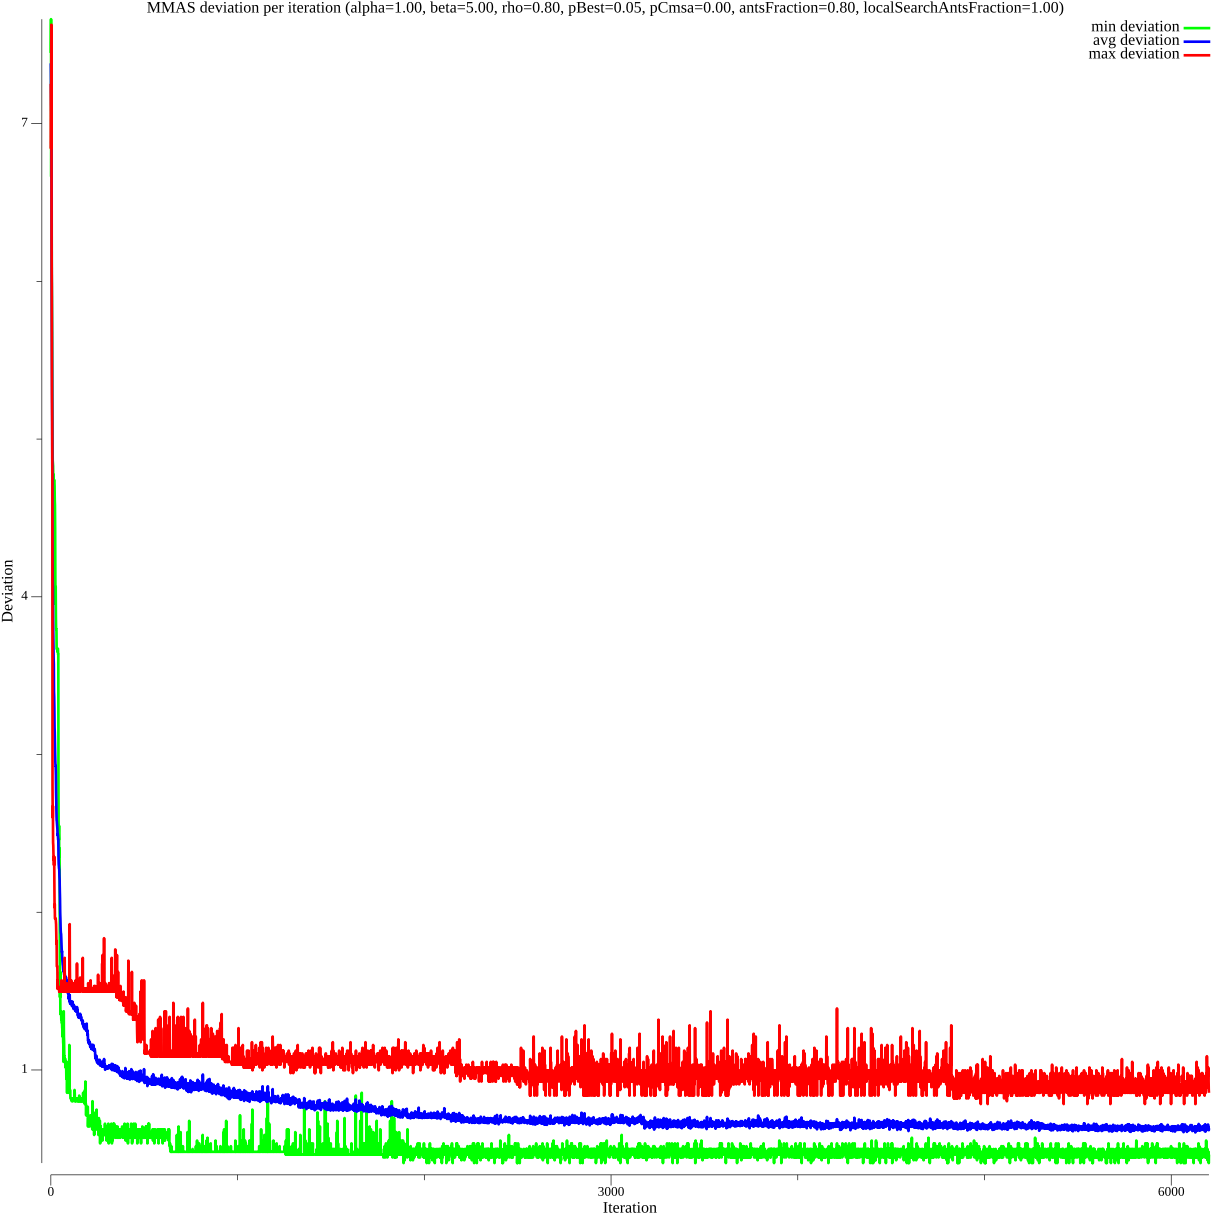 MMAS deviation per iteration (alpha=1.00, beta=5.00, rho=0.80, pBest=0.05, pCmsa=0.00, antsFraction=0.80, localSearchAntsFraction=1.00)
min deviation
avg deviation
max deviation
7
4
1
Deviation
0
3000
6000
Iteration